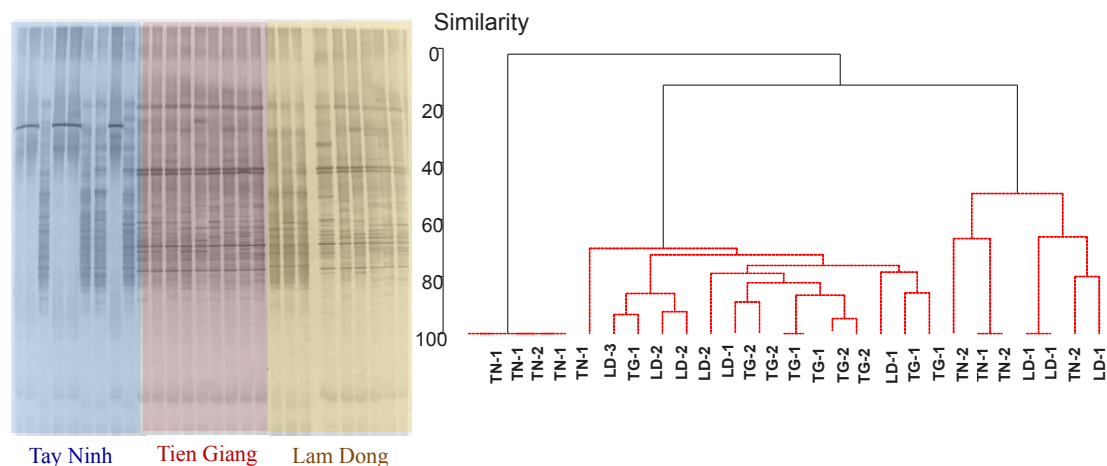 Similarity
0
20
40
60
80
100
TN-1
TN-1
TN-2
TN-1
TN-1
LD-3
TG-1
LD-2
LD-2
LD-2
LD-1
TG-2
TG-2
TG-1
TG-1
TG-2
TG-2
LD-1
TG-1
TG-1
TN-2
TN-1
TN-2
LD-1
LD-1
TN-2
LD-1
Tay Ninh
Tien Giang
Lam Dong